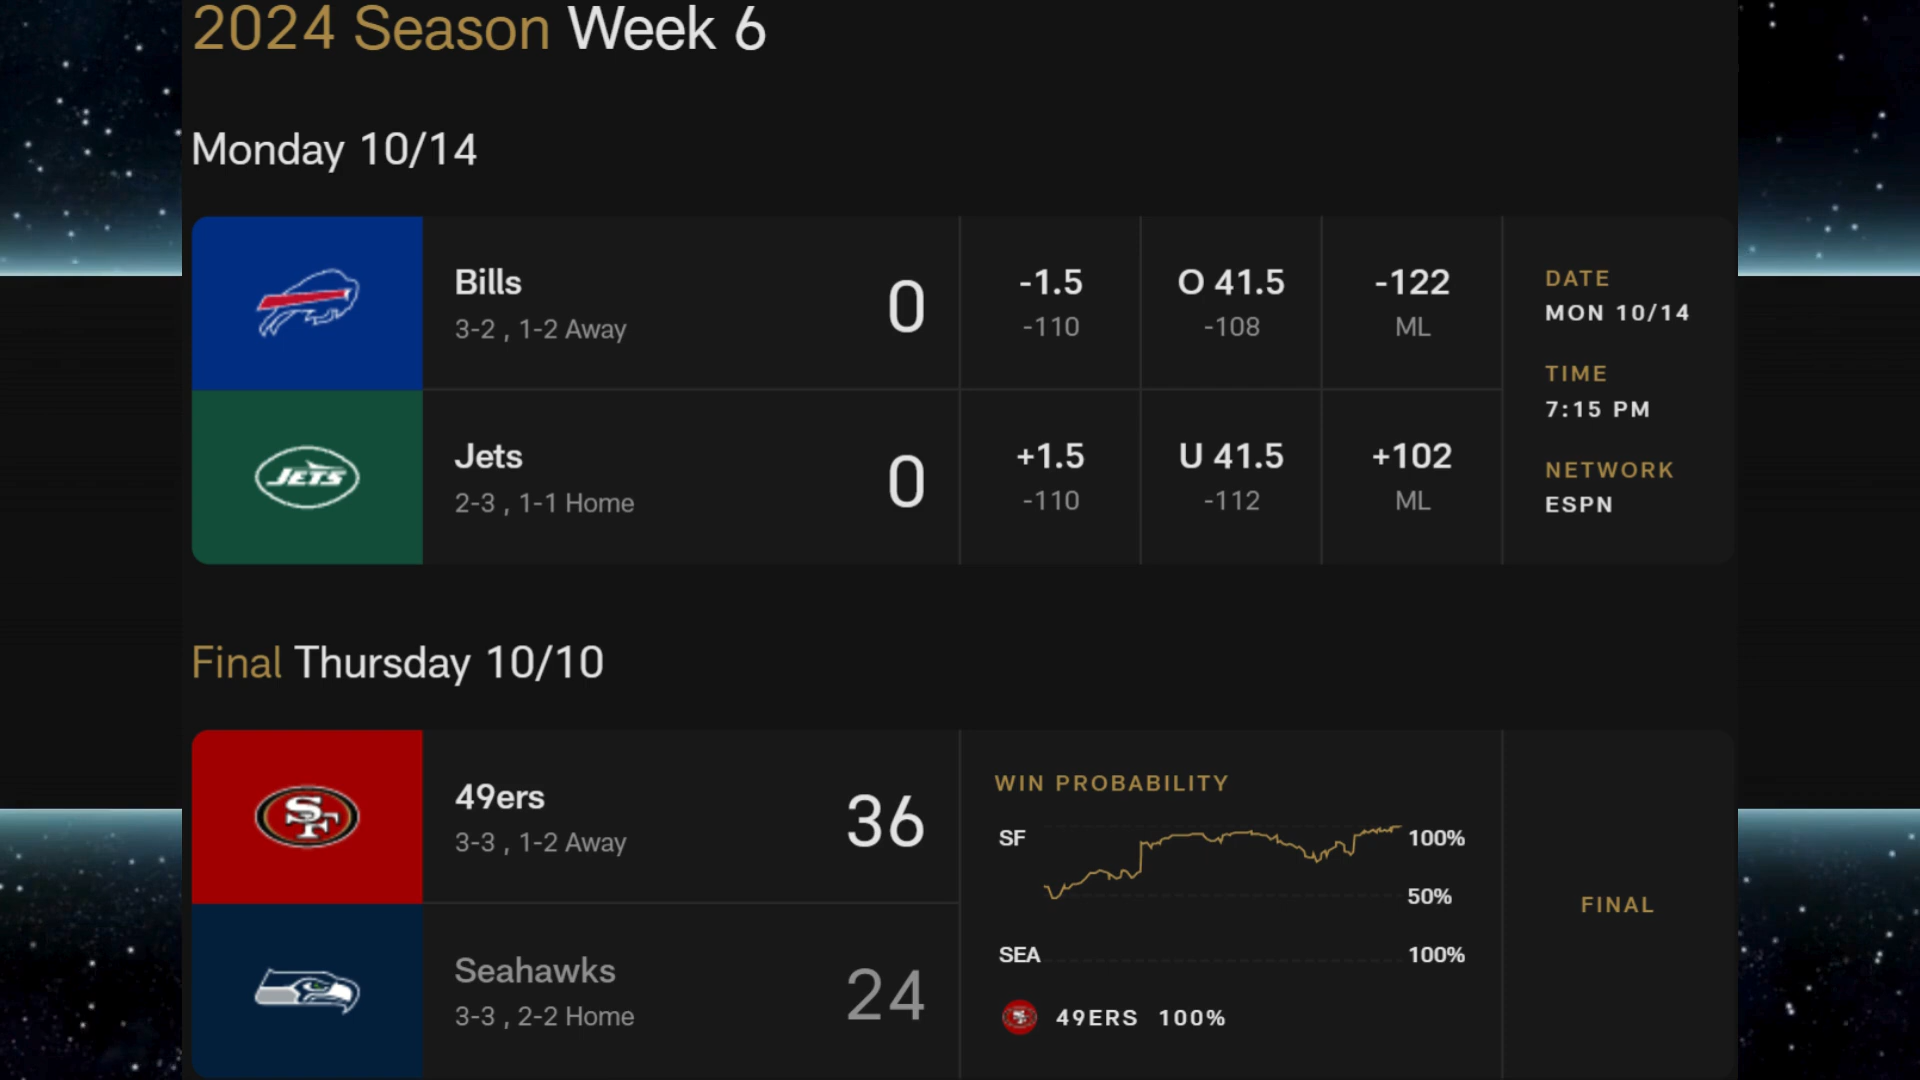 2024 Season Week 6
Monday 10/14
Bills
3-2 , 1-2 Away
0
-1.5
-110
O 41.5
-108
-122
ML
JETS
Jets
2-3 , 1-1 Home
0
+1.5
-110
U 41.5
-112
+102
ML
DATE
MON 10/14
TIME
7:15 PM
NETWORK
ESPN
Final Thursday 10/10
SF
49ers
3-3 , 1-2 Away
36
Seahawks
3-3 , 2-2 Home
24
WIN PROBABILITY
SF
100%
50%
SEA
100%
49ERS 100%
FINAL